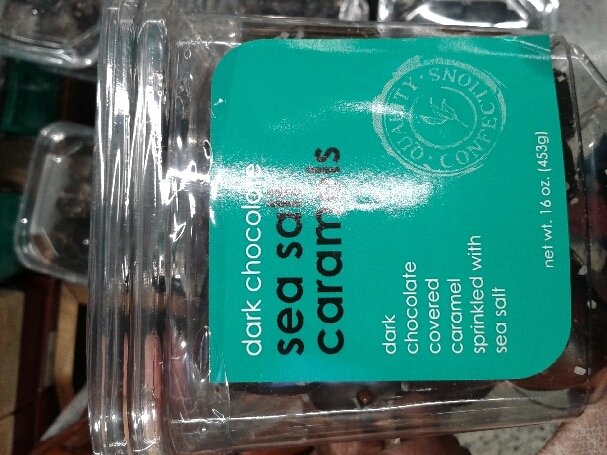 dark chocolate
sea salt
caramels
dark
chocolate
covered
caramel
sprinkled with
sea salt
net wt. 16 oz. (453g)
QUALITY · CONFECTIONS ·